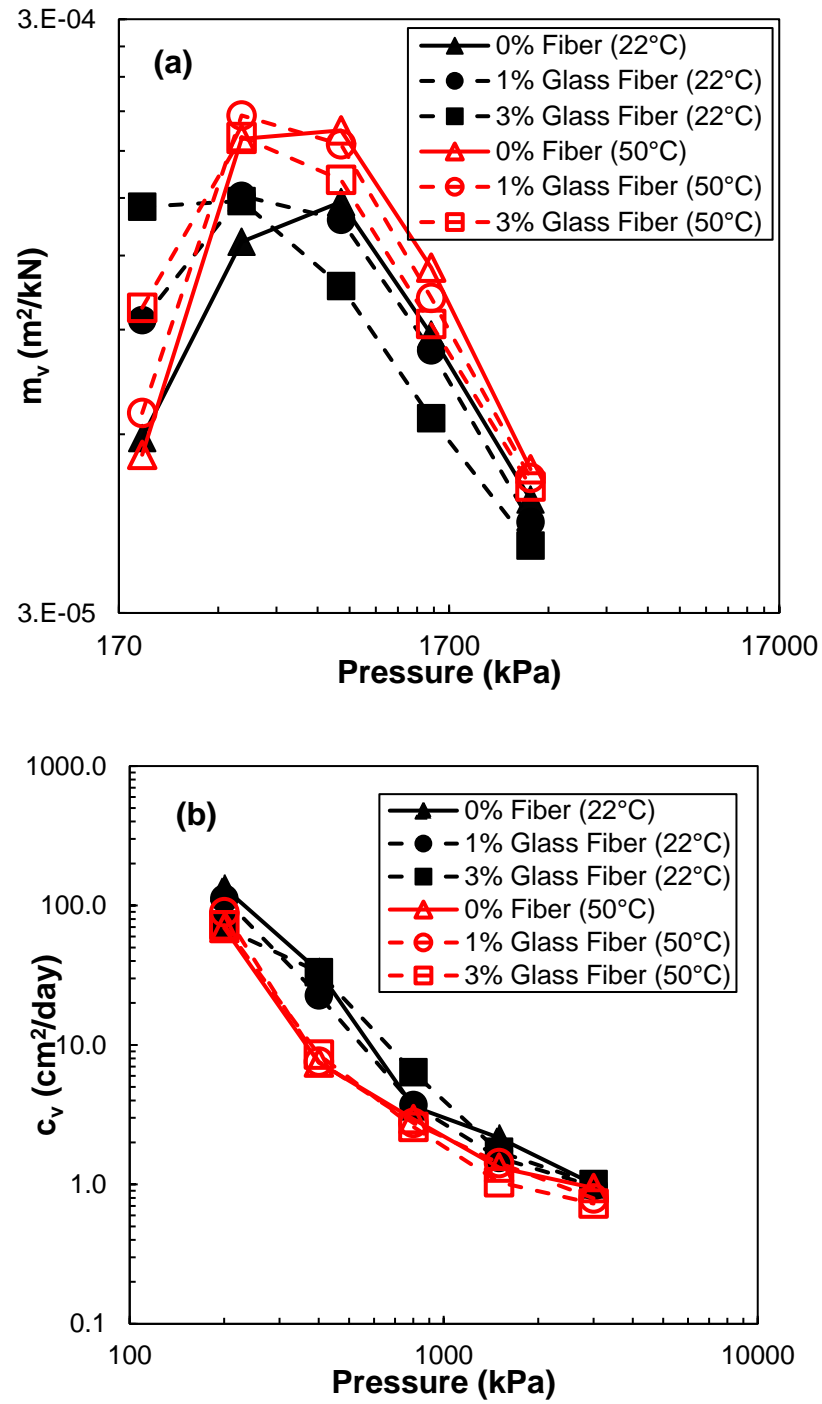 3.E-04
(a)
0% Fiber (22°C)
1% Glass Fiber (22°C)
3% Glass Fiber (22°C)
0% Fiber (50°C)
1% Glass Fiber (50°C)
3% Glass Fiber (50°C)
mᵥ (m²/kN)
3.E-05
170
1700
17000
Pressure (kPa)
1000.0
(b)
0% Fiber (22°C)
1% Glass Fiber (22°C)
3% Glass Fiber (22°C)
0% Fiber (50°C)
1% Glass Fiber (50°C)
3% Glass Fiber (50°C)
100.0
cᵥ (cm²/day)
10.0
1.0
0.1
100
1000
10000
Pressure (kPa)